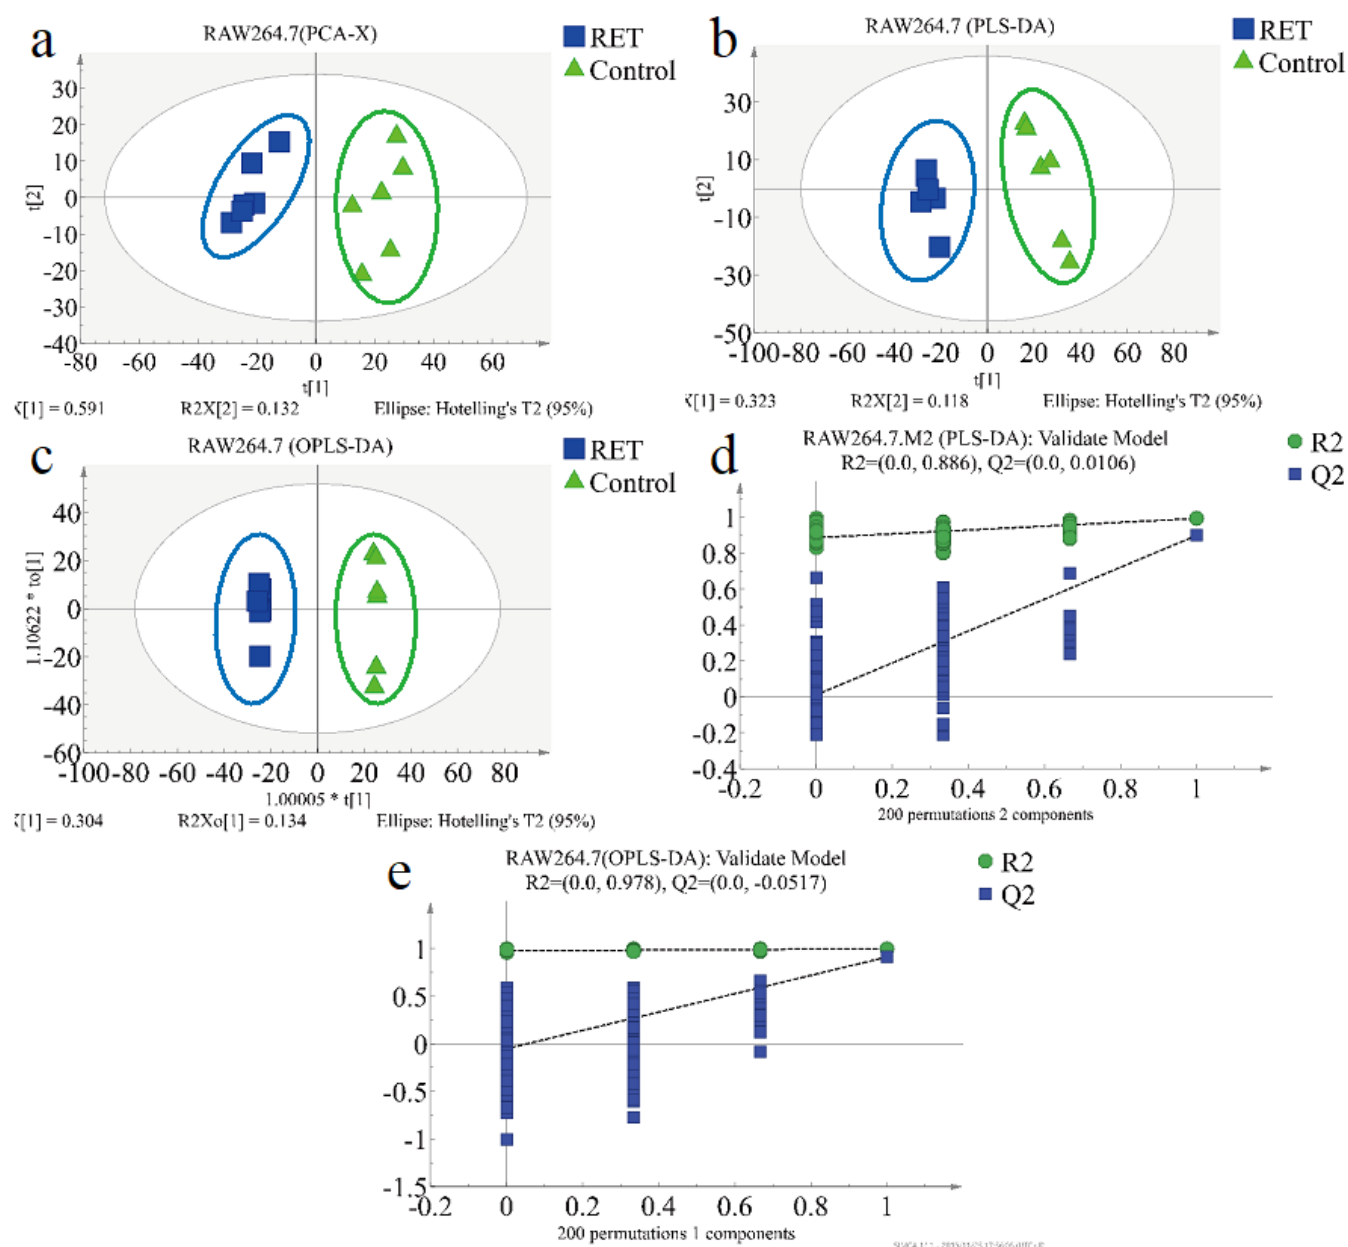 a
RAW264.7(PCA-X)
RET
Control
30
20
10
0
-10
-20
-30
-40
t[2]
-80 -60 -40 -20 0 20 40 60
t[1]
X[1] = 0.591 R2X[2] = 0.132 Ellipse: Hotelling's T2 (95%)
b
RAW264.7 (PLS-DA)
RET
Control
30
10
-10
-30
-50
t[2]
-100 -80 -60 -40 -20 0 20 40 60 80
t[1]
X[1] = 0.323 R2X[2] = 0.118 Ellipse: Hotelling's T2 (95%)
c
RAW264.7 (OPLS-DA)
RET
Control
40
20
0
-20
-40
-60
1.10622 * to[1]
-100 -80 -60 -40 -20 0 20 40 60 80
1.00005 * t[1]
X[1] = 0.304 R2Xo[1] = 0.134 Ellipse: Hotelling's T2 (95%)
d
RAW264.7.M2 (PLS-DA): Validate Model
R2=(0.0, 0.886), Q2=(0.0, 0.0106)
R2
Q2
1
0.8
0.6
0.4
0.2
0
-0.2
-0.4
-0.2 0 0.2 0.4 0.6 0.8 1
200 permutations 2 components
e
RAW264.7(OPLS-DA): Validate Model
R2=(0.0, 0.978), Q2=(0.0, -0.0517)
R2
Q2
1
0.5
0
-0.5
-1
-1.5
-0.2 0 0.2 0.4 0.6 0.8 1
200 permutations 1 components